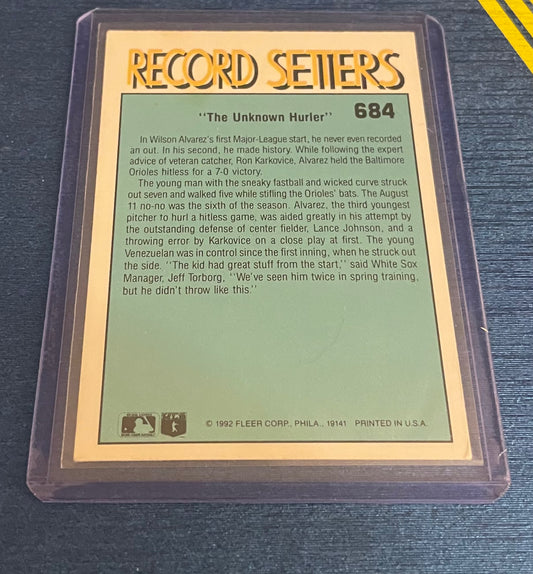 RECORD SETTERS
"The Unknown Hurler"
684
In Wilson Alvarez's first Major-League start, he never even recorded
an out. In his second, he made history. While following the expert
advice of veteran catcher, Ron Karkovice, Alvarez held the Baltimore
Orioles hitless for a 7-0 victory.
The young man with the sneaky fastball and wicked curve struck
out seven and walked five while stifling the Orioles' bats. The August
11 no-no was the sixth of the season. Alvarez, the third youngest
pitcher to hurl a hitless game, was aided greatly in his attempt by
the outstanding defense of center fielder, Lance Johnson, and a
throwing error by Karkovice on a close play at first. The young
Venezuelan was in control since the first inning, when he struck out
the side. "The kid had great stuff from the start," said White Sox
Manager, Jeff Torborg, "We've seen him twice in spring training,
but he didn't throw like this."
© 1992 FLEER CORP., PHILA., 19141 PRINTED IN U.S.A.